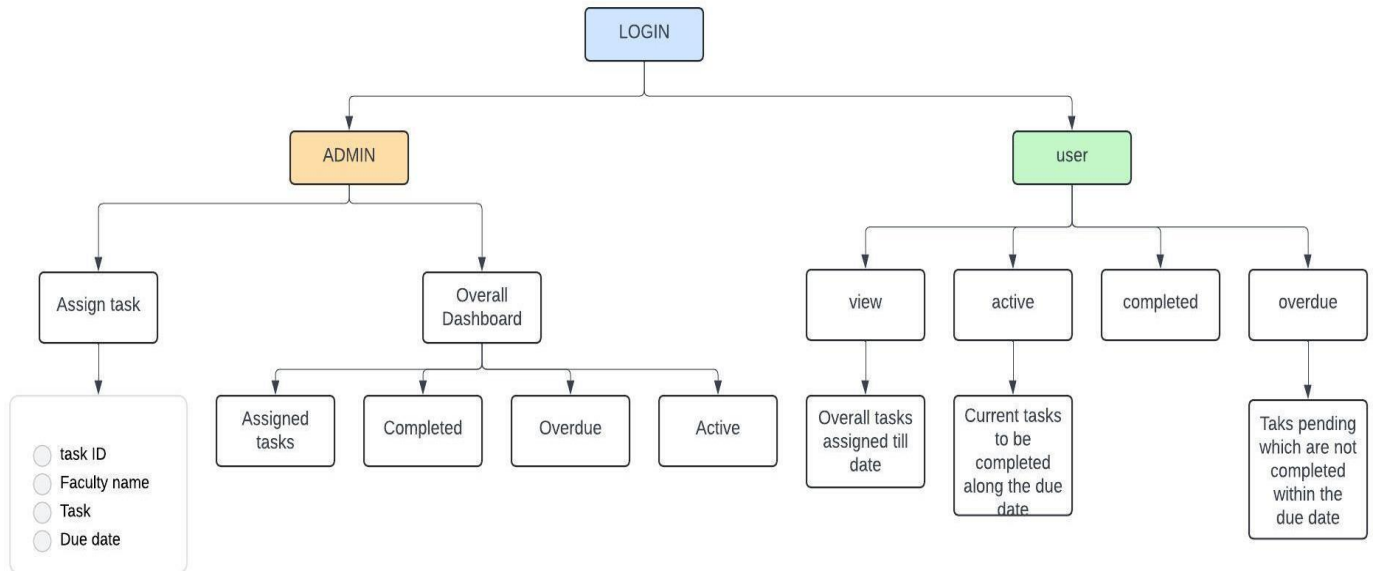 LOGIN
ADMIN
user
Assign task
Overall
Dashboard
view
active
completed
overdue
task ID
Faculty name
Task
Due date
Assigned
tasks
Completed
Overdue
Active
Overall tasks
assigned till
date
Current tasks
to be
completed
along the due
date
Taks pending
which are not
completed
within the
due date